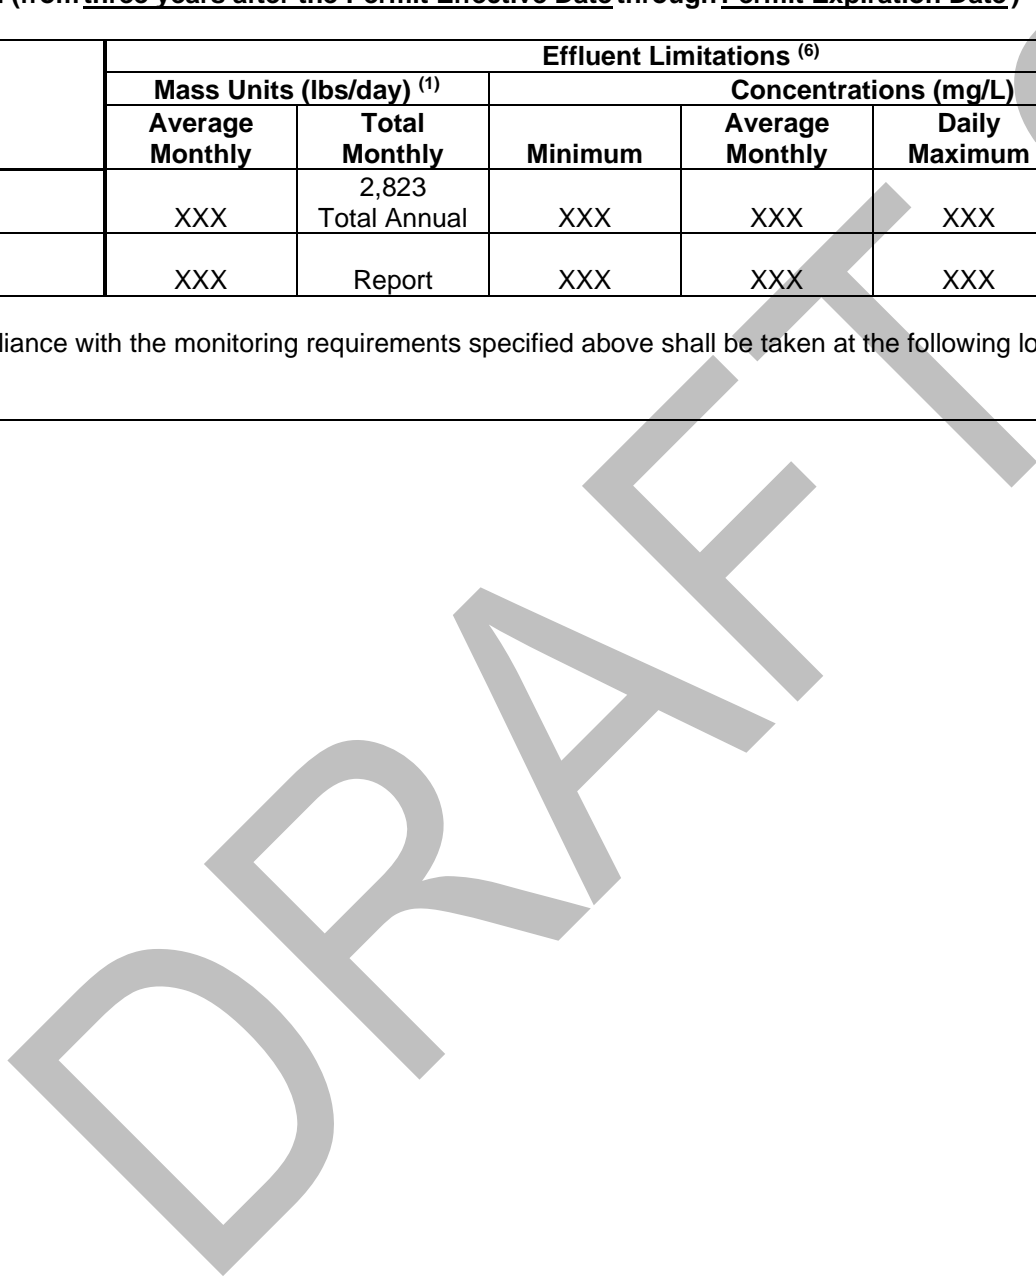 (from three years after the Permit Effective Date through Permit Expiration Date)
Effluent Limitations (6)
Mass Units (lbs/day) (1) Concentrations (mg/L)
Average Monthly Total Monthly Minimum Average Monthly Daily Maximum
XXX 2,823 Total Annual XXX XXX XXX
XXX Report XXX XXX XXX
liance with the monitoring requirements specified above shall be taken at the following lo
DRAFT